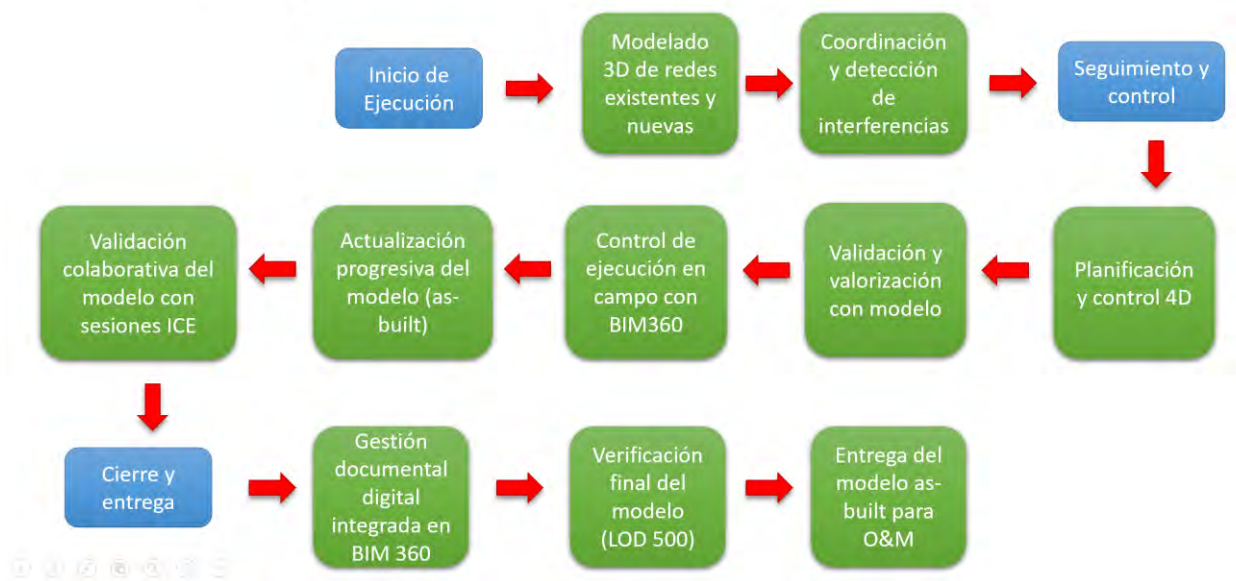 Inicio de
Ejecución
Modelado
3D de redes
existentes y
nuevas
Coordinación
y detección
de
interferencias
Seguimiento y
control
Planificación
y control 4D
Validación y
valorización
con modelo
Control de
ejecución en
campo con
BIM360
Actualización
progresiva del
modelo (as-
built)
Validación
colaborativa del
modelo con
sesiones ICE
Cierre y
entrega
Gestión
documental
digital
integrada en
BIM 360
Verificación
final del
modelo
(LOD 500)
Entrega del
modelo as-
built para
O&M